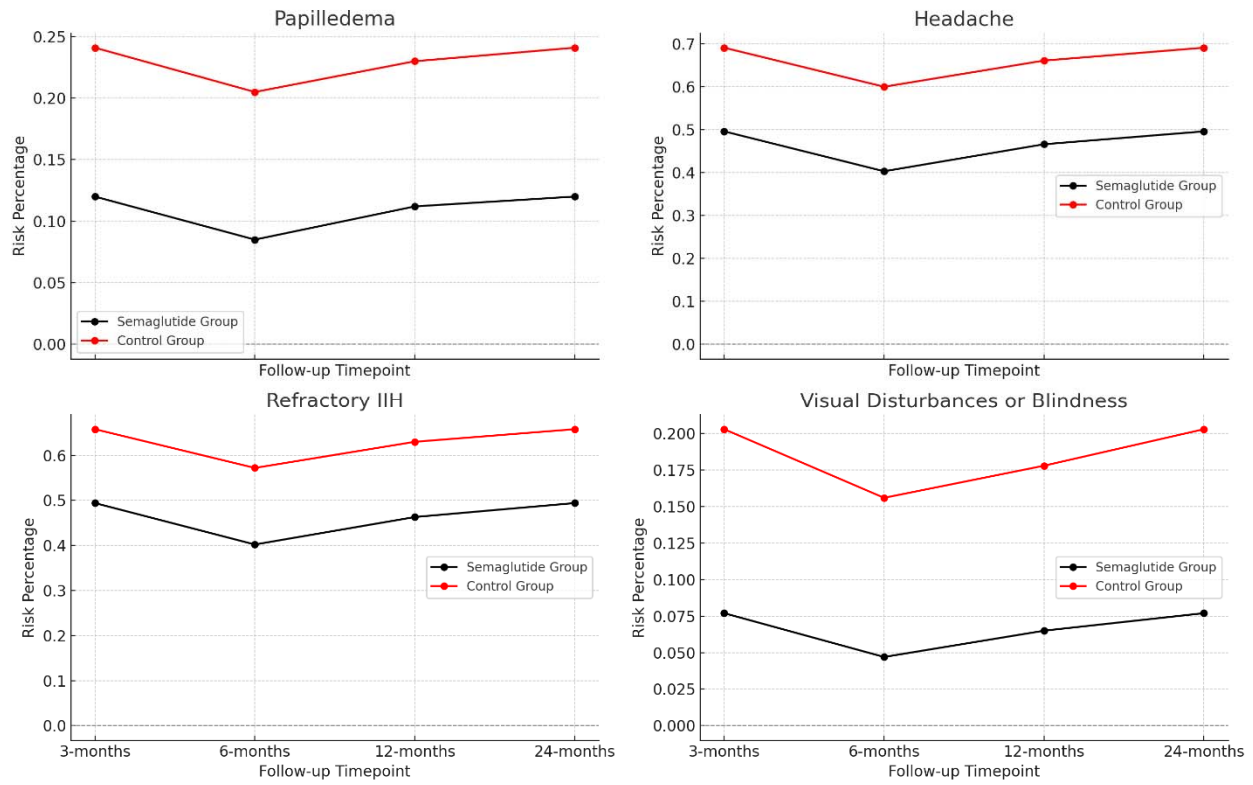 Papilledema
0.25
0.20
0.15
0.10
0.05
0.00
Risk Percentage
Semaglutide Group
Control Group
Follow-up Timepoint
Headache
0.7
0.6
0.5
0.4
0.3
0.2
0.1
0.0
Risk Percentage
Semaglutide Group
Control Group
Follow-up Timepoint
Refractory IIH
0.6
0.5
0.4
0.3
0.2
0.1
0.0
Risk Percentage
Semaglutide Group
Control Group
3-months 6-months 12-months 24-months
Follow-up Timepoint
Visual Disturbances or Blindness
0.200
0.175
0.150
0.125
0.100
0.075
0.050
0.025
0.000
Risk Percentage
Semaglutide Group
Control Group
3-months 6-months 12-months 24-months
Follow-up Timepoint